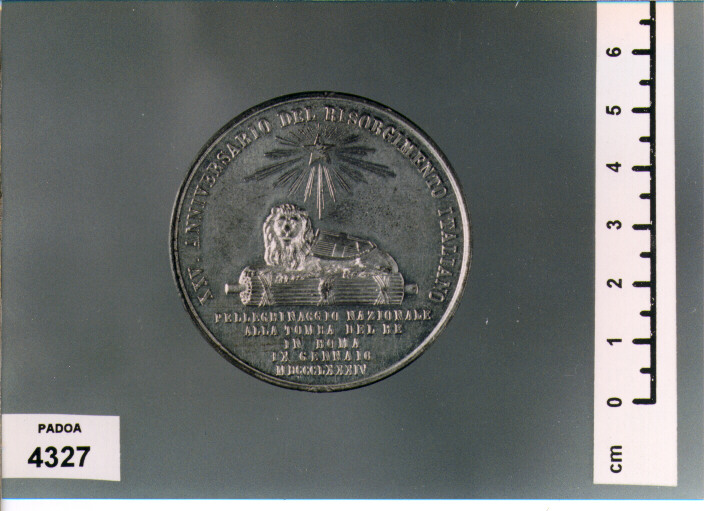 XXV. ANNIVERSARIO DEL RISORGIMENTO ITALIANO
PELLEGRINAGGIO NAZIONALE
ALLA TOMBA DEL RE
IN ROMA
IX GENNAIO
MDCCCLXXXIV
PADOA
4327
6
5
4
3
2
1
0
cm